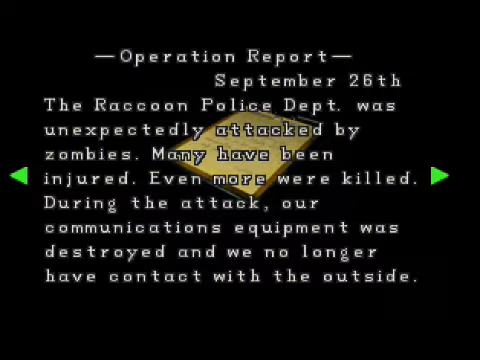 —Operation Report—
September 26th
The Raccoon Police Dept. was
unexpectedly attacked by
zombies. Many have been
injured. Even more were killed.
During the attack, our
communications equipment was
destroyed and we no longer
have contact with the outside.